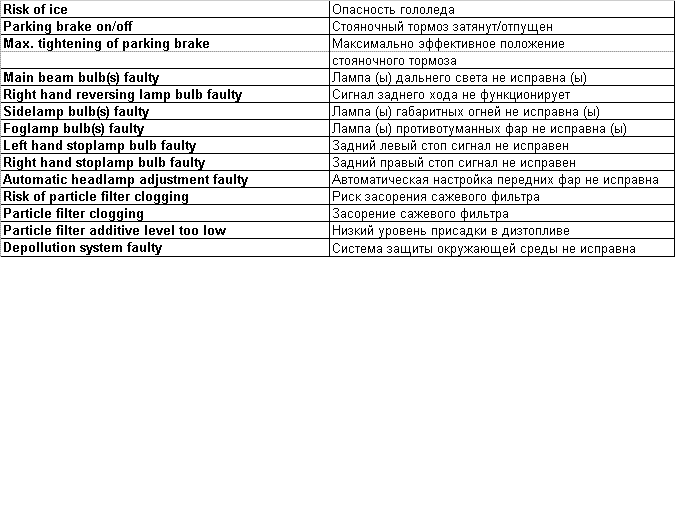 Risk of ice Опасность гололеда
Parking brake on/off Стояночный тормоз затянут/отпущен
Max. tightening of parking brake Максимально эффективное положение
стояночного тормоза
Main beam bulb(s) faulty Лампа (ы) дальнего света не исправна (ы)
Right hand reversing lamp bulb faulty Сигнал заднего хода не функционирует
Sidelamp bulb(s) faulty Лампа (ы) габаритных огней не исправна (ы)
Foglamp bulb(s) faulty Лампа (ы) противотуманных фар не исправна (ы)
Left hand stoplamp bulb faulty Задний левый стоп сигнал не исправен
Right hand stoplamp bulb faulty Задний правый стоп сигнал не исправен
Automatic headlamp adjustment faulty Автоматическая настройка передних фар не исправна
Risk of particle filter clogging Риск засорения сажевого фильтра
Particle filter clogging Засорение сажевого фильтра
Particle filter additive level too low Низкий уровень присадки в дизтопливе
Depollution system faulty Система защиты окружающей среды не исправна